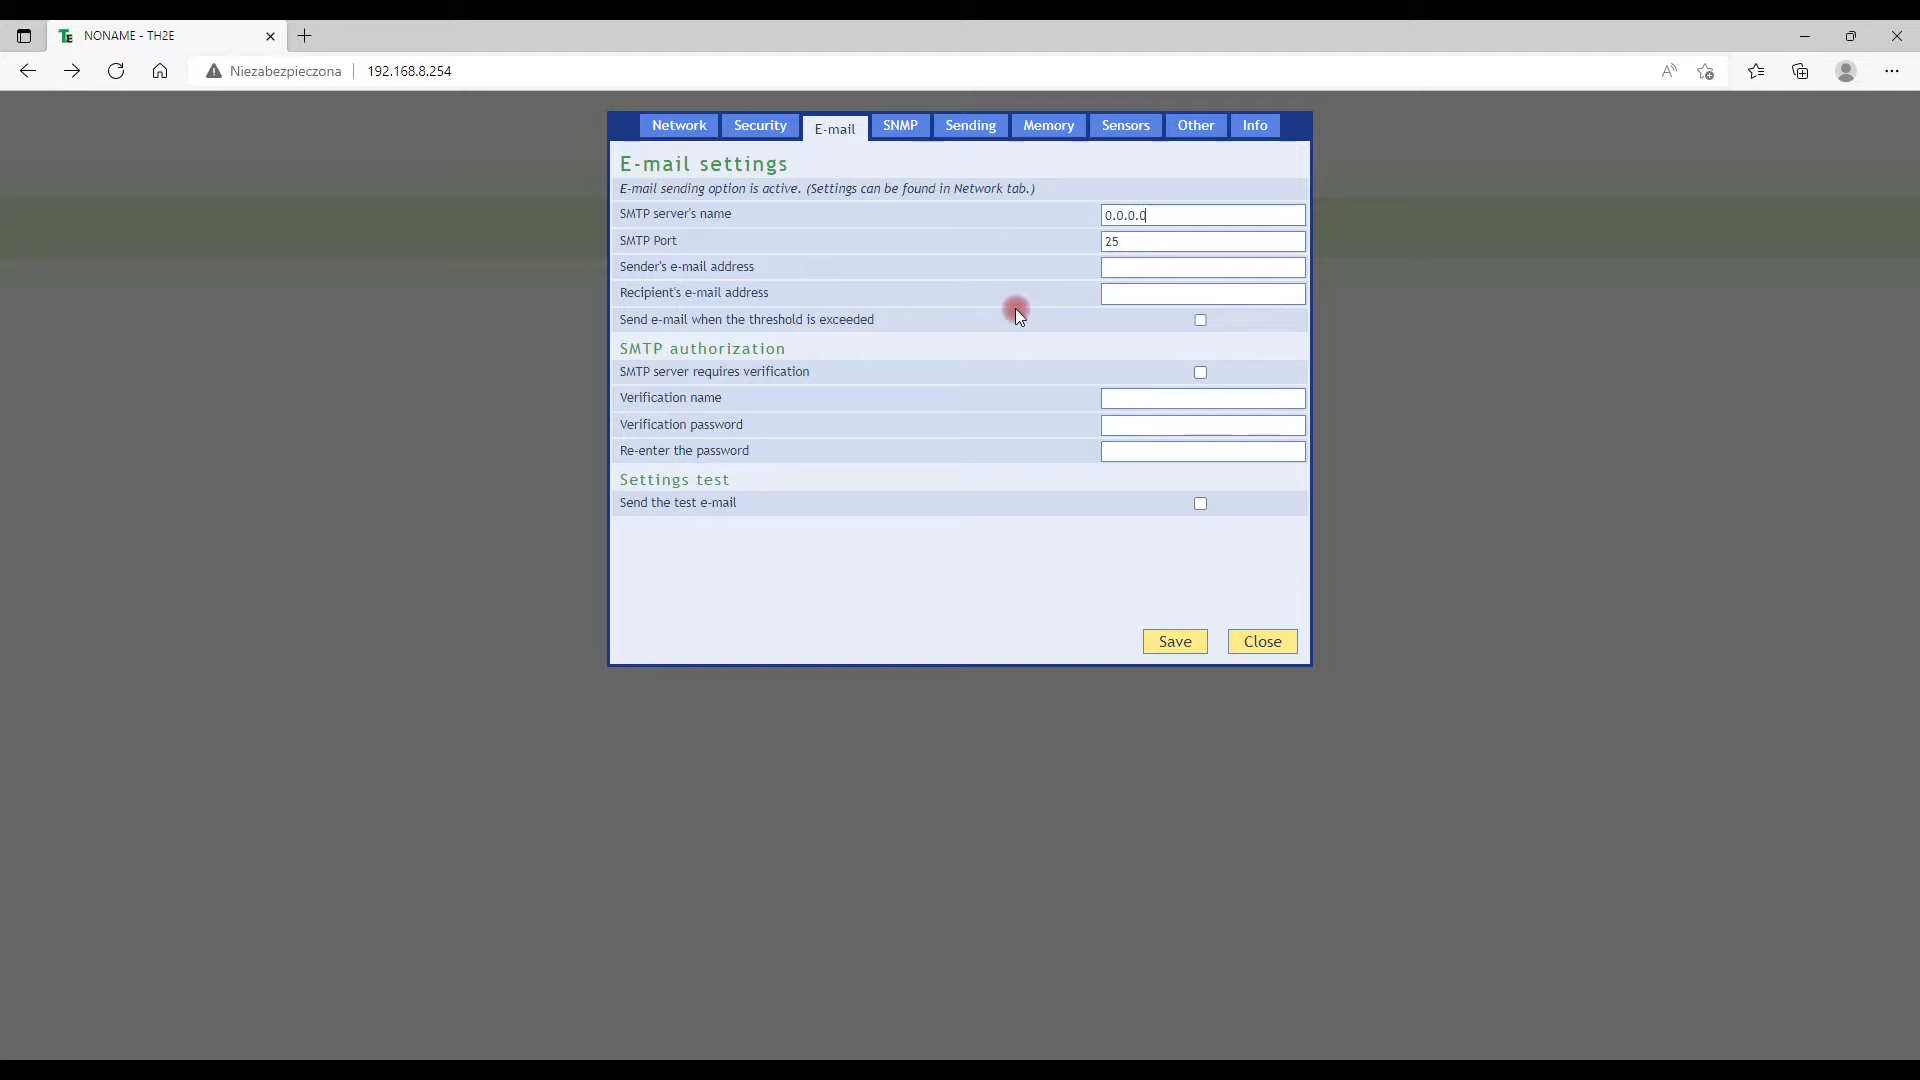 NONAME - TH2E
Niezabezpieczona 192.168.8.254
Network Security E-mail SNMP Sending Memory Sensors Other Info
E-mail settings
E-mail sending option is active. (Settings can be found in Network tab.)
SMTP server's name 0.0.0.0
SMTP Port 25
Sender's e-mail address
Recipient's e-mail address
Send e-mail when the threshold is exceeded
SMTP authorization
SMTP server requires verification
Verification name
Verification password
Re-enter the password
Settings test
Send the test e-mail
Save Close